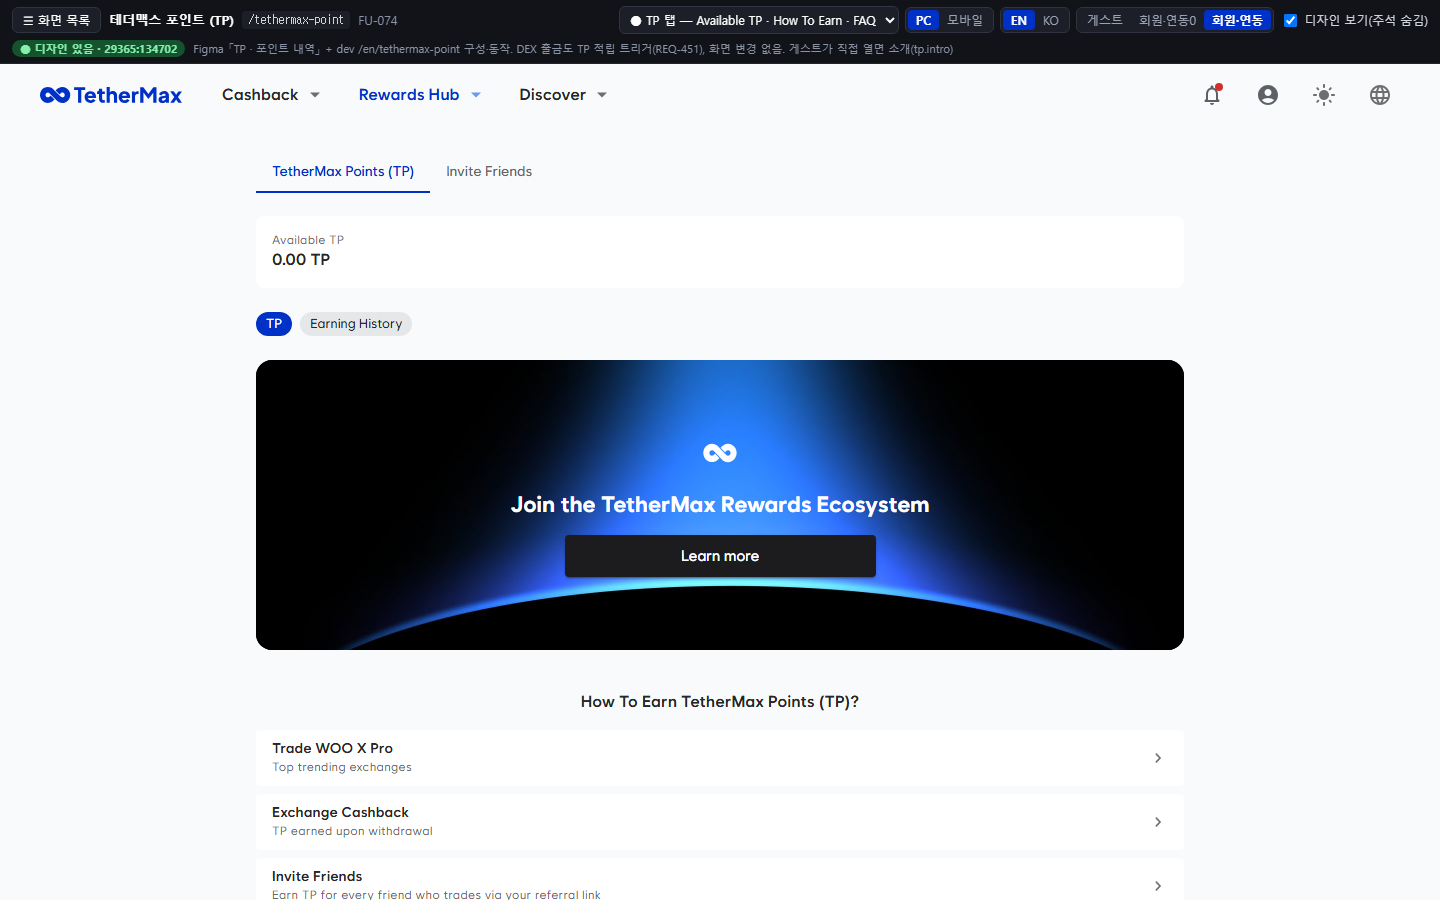 ☰ 화면 목록 테더맥스 포인트 (TP) /tethermax-point FU-074 ● TP 탭 — Available TP · How To Earn · FAQ PC 모바일 EN KO 게스트 회원·연동0 회원·연동 디자인 보기(주석 숨김)
● 디자인 있음 · 29365:134702 Figma 「TP · 포인트 내역」 + dev /en/tethermax-point 구성·동작. DEX 출금도 TP 적립 트리거(REQ-451), 화면 변경 없음. 게스트가 직접 열면 소개(tp.intro)
TetherMax Cashback Rewards Hub Discover
TetherMax Points (TP) Invite Friends
Available TP
0.00 TP
TP Earning History
Join the TetherMax Rewards Ecosystem
Learn more
How To Earn TetherMax Points (TP)?
Trade WOO X Pro
Top trending exchanges
Exchange Cashback
TP earned upon withdrawal
Invite Friends
Earn TP for every friend who trades via your referral link